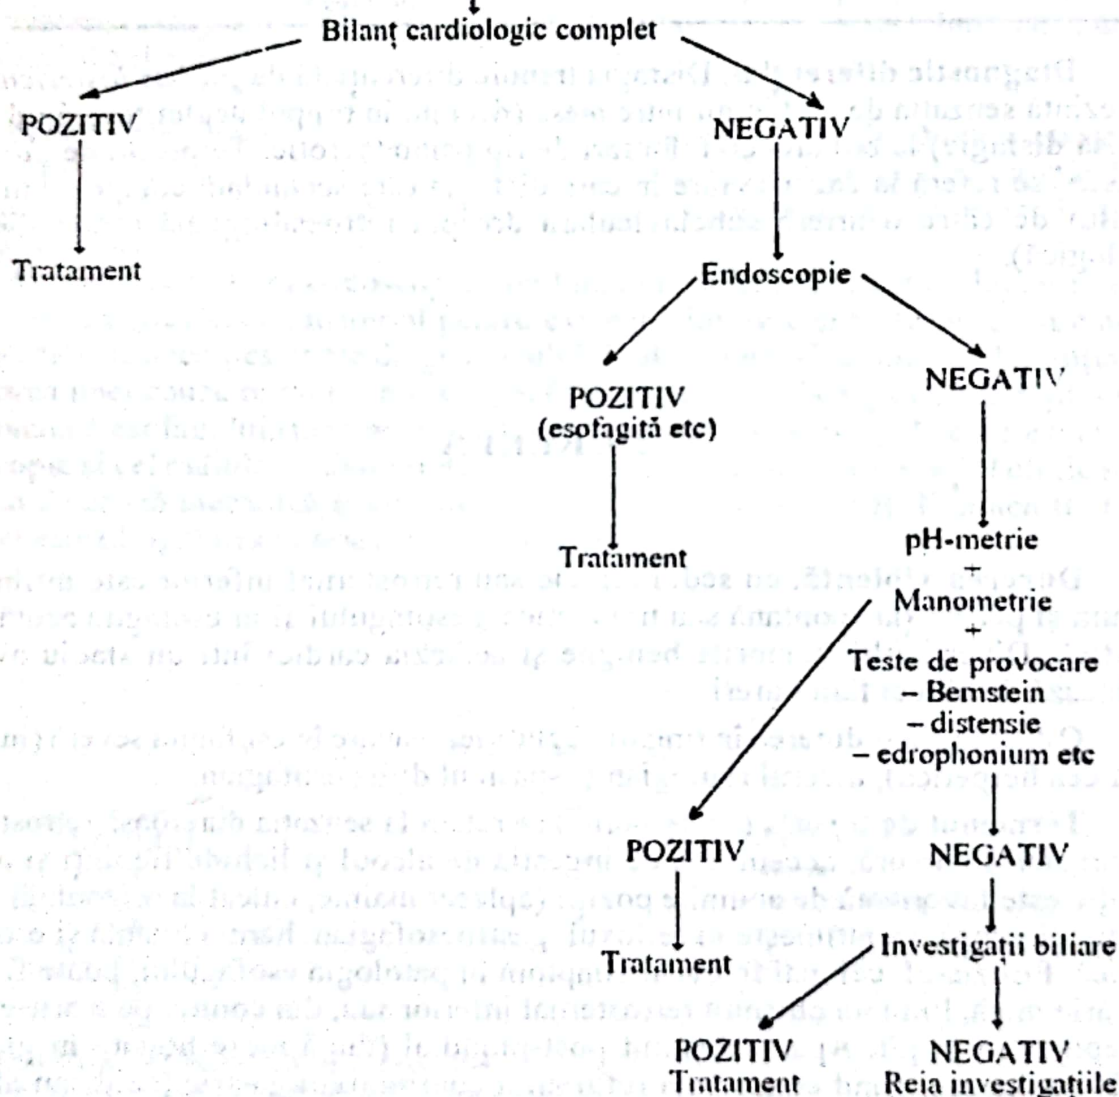 Bilanț cardiologic complet
POZITIV
NEGATIV
Tratament
Endoscopie
POZITIV
(esofagită etc)
NEGATIV
Tratament
pH-metrie
+
Manometrie
+
Teste de provocare
– Bernstein
– distensie
– edrophonium etc
POZITIV
NEGATIV
Tratament
Investigații biliare
POZITIV
Tratament
NEGATIV
Reia investigațiile